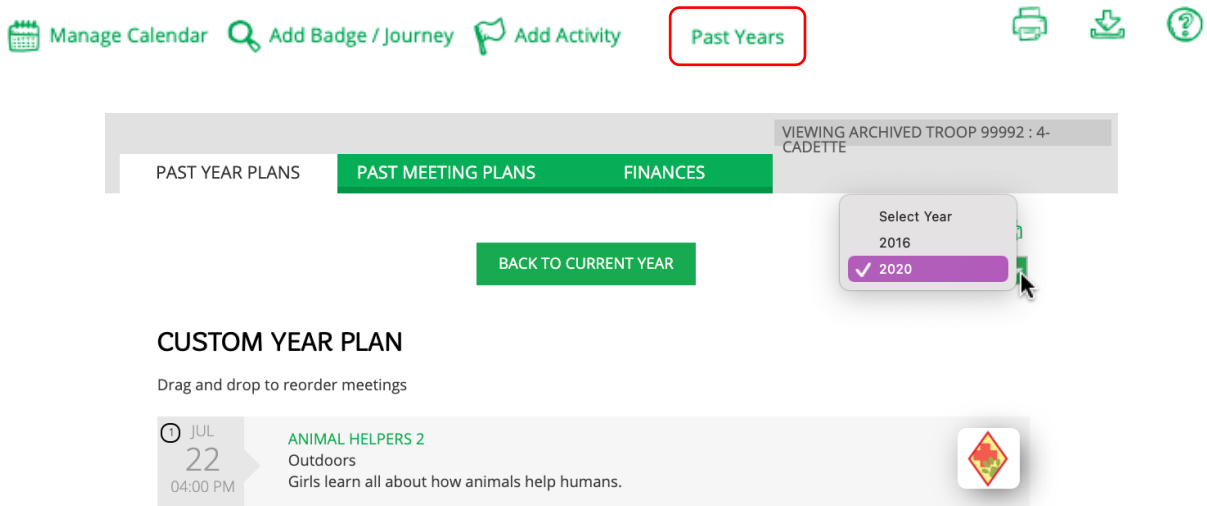 Manage Calendar Add Badge / Journey Add Activity Past Years
VIEWING ARCHIVED TROOP 99992 : 4-
CADETTE
PAST YEAR PLANS PAST MEETING PLANS FINANCES
Select Year
2016
2020
BACK TO CURRENT YEAR
CUSTOM YEAR PLAN
Drag and drop to reorder meetings
1 JUL
22
04:00 PM
ANIMAL HELPERS 2
Outdoors
Girls learn all about how animals help humans.